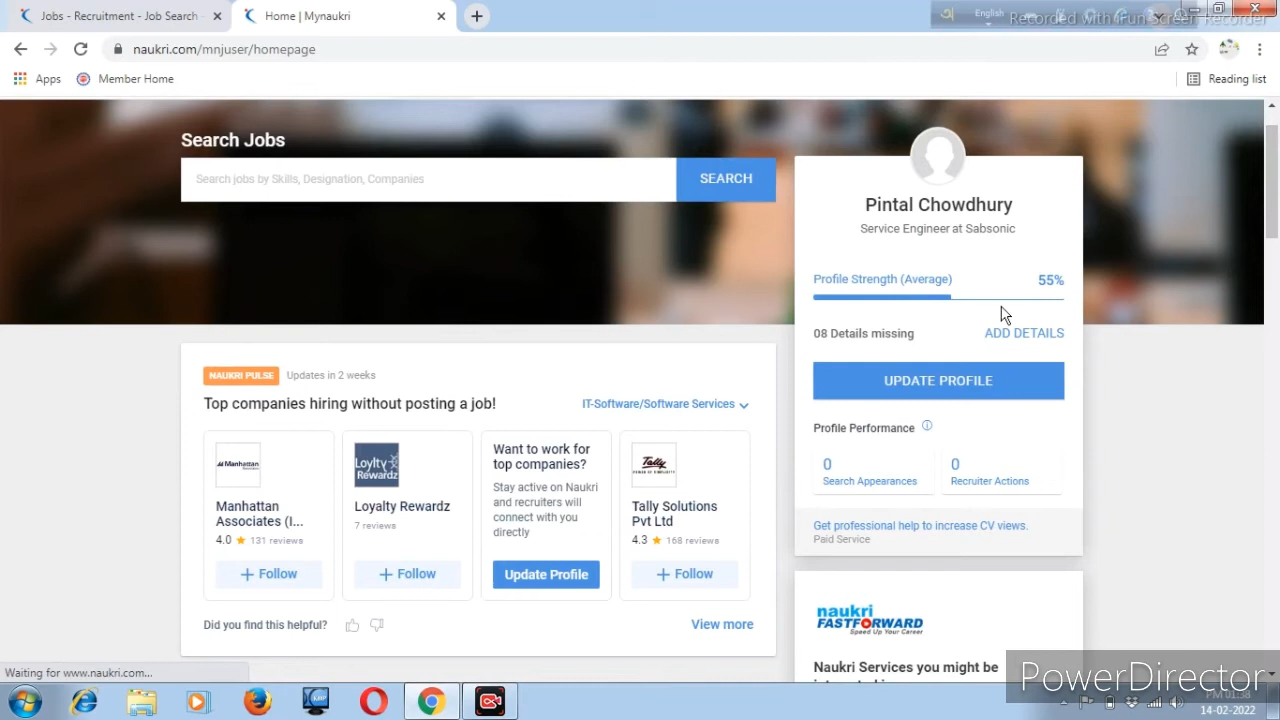 Jobs - Recruitment - Job Search -
Home | Mynaukri
English
Recorded with iFun Screen Recorder
naukri.com/mnjuser/homepage
Apps
Member Home
Reading list
Search Jobs
Search jobs by Skills, Designation, Companies
SEARCH
Pintal Chowdhury
Service Engineer at Sabsonic
Profile Strength (Average)
55%
08 Details missing
ADD DETAILS
UPDATE PROFILE
Profile Performance
0
Search Appearances
0
Recruiter Actions
Get professional help to increase CV views.
Paid Service
NAUKRI PULSE
Updates in 2 weeks
Top companies hiring without posting a job!
IT-Software/Software Services
Manhattan
Manhattan
Associates (I...
4.0 ★ 131 reviews
+ Follow
Loylty
Rewardz
Loyalty Rewardz
7 reviews
+ Follow
Want to work for
top companies?
Stay active on Naukri
and recruiters will
connect with you
directly
Update Profile
Tally
Tally Solutions
Pvt Ltd
4.3 ★ 168 reviews
+ Follow
Did you find this helpful?
View more
naukri
FASTFORWARD
Speed Up Your Career
Naukri Services you might be
Waiting for www.naukri.com...
PowerDirector
PM 01:38
14-02-2022